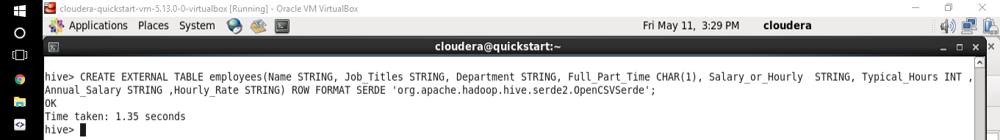 cloudera-quickstart-vm-5.13.0-0-virtualbox [Running] - Oracle VM VirtualBox
Applications Places System Fri May 11, 3:29 PM cloudera
cloudera@quickstart:~
hive> CREATE EXTERNAL TABLE employees(Name STRING, Job_Titles STRING, Department STRING, Full_Part_Time CHAR(1), Salary_or_Hourly  STRING, Typical_Hours INT ,
Annual_Salary STRING ,Hourly_Rate STRING) ROW FORMAT SERDE 'org.apache.hadoop.hive.serde2.OpenCSVSerde';
OK
Time taken: 1.35 seconds
hive>